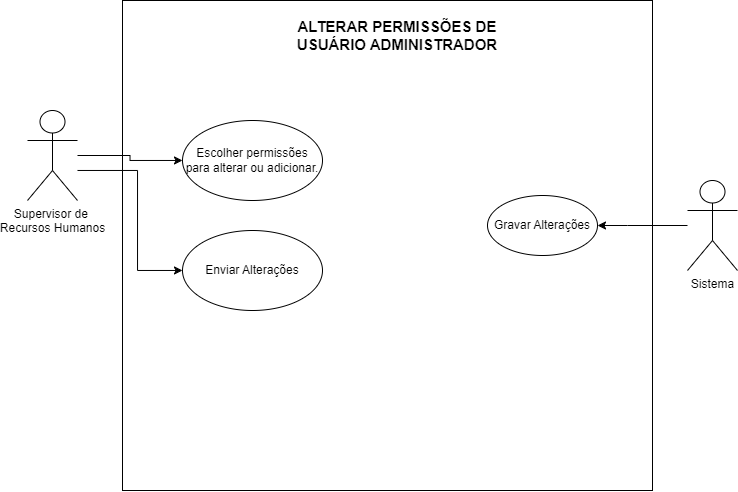 ALTERAR PERMISSÕES DE
USUÁRIO ADMINISTRADOR
Escolher permissões
para alterar ou adicionar.
Supervisor de
Recursos Humanos
Gravar Alterações
Enviar Alterações
Sistema